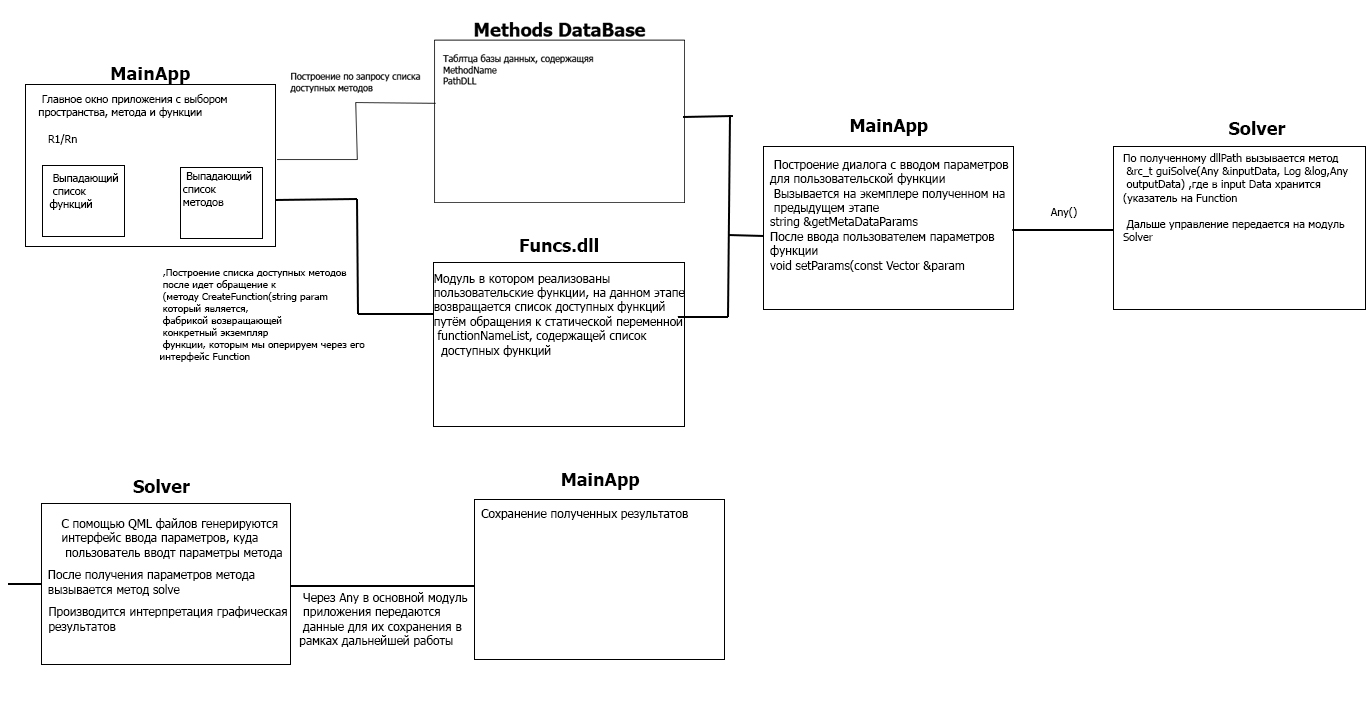 Methods DataBase
Таблтца базы данных, содержащяя
MethodName
PathDLL
MainApp
Главное окно приложения с выбором
пространства, метода и функции
R1/Rn
Выпадающий
список
функций
Выпадающий
список
методов
Построение по запросу списка
доступных методов
,Построение списка доступных методов
после идет обращение к
(методу CreateFunction(string param
который является,
фабрикой возвращающей
конкретный экземпляр
функции, которым мы оперируем через его
интерфейс Function
Funcs.dll
Модуль в котором реализованы
пользовательские функции, на данном этапе
возвращается список доступных функций
путём обращения к статической переменной
functionNameList, содержащей список
доступных функций
MainApp
Построение диалога с вводом параметров
для пользовательской функции
Вызывается на экемплере полученном на
предыдущем этапе
string &getMetaDataParams
После ввода пользователем параметров
функции
void setParams(const Vector &param
Any()
Solver
По полученному dllPath вызывается метод
&rc_t guiSolve(Any &inputData, Log &log,Any
outputData) ,где в input Data хранится
(указатель на Function
Дальше управление передается на модуль
Solver
Solver
С помощью QML файлов генерируются
интерфейс ввода параметров, куда
пользователь вводт параметры метода
После получения параметров метода
вызывается метод solve
Производится интерпретация графическая
результатов
Через Any в основной модуль
приложения передаются
данные для их сохранения в
рамках дальнейшей работы
MainApp
Сохранение полученных результатов